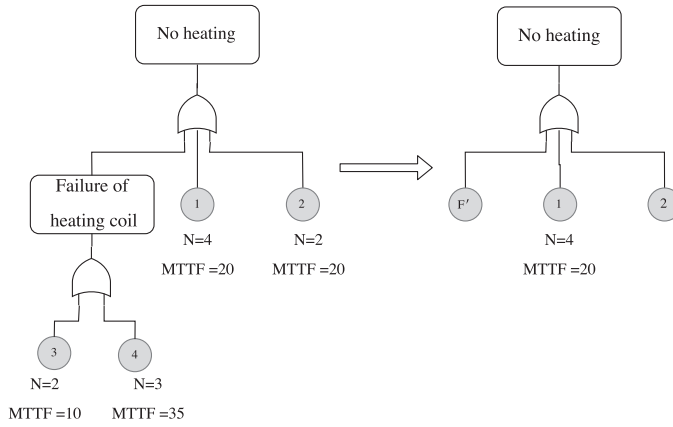 No heating
No heating
Failure of
heating coil
1
2
F′
1
2
N=4
N=2
N=4
MTTF =20
MTTF =20
MTTF =20
3
4
N=2
N=3
MTTF =10
MTTF =35